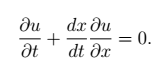 ∂u/∂t + dx/dt ∂u/∂x = 0.